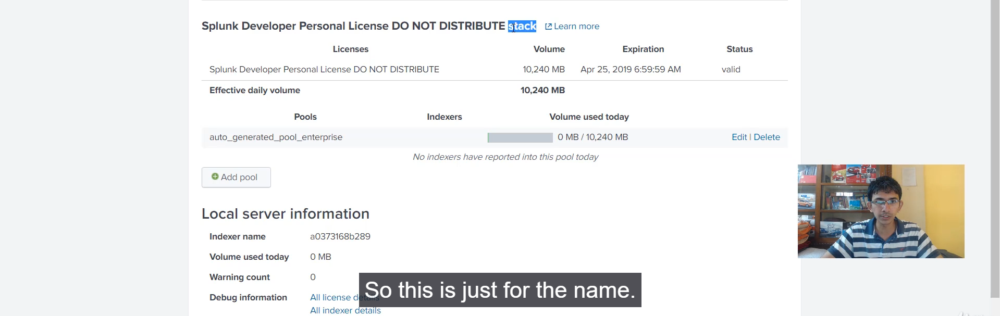 Splunk Developer Personal License DO NOT DISTRIBUTE stack Learn more
Licenses Volume Expiration Status
Splunk Developer Personal License DO NOT DISTRIBUTE 10,240 MB Apr 25, 2019 6:59:59 AM valid
Effective daily volume 10,240 MB
Pools Indexers Volume used today
auto_generated_pool_enterprise 0 MB / 10,240 MB Edit | Delete
No indexers have reported into this pool today
Add pool
Local server information
Indexer name a0373168b289
Volume used today 0 MB
Warning count 0
So this is just for the name.
Debug information All license details
All indexer details